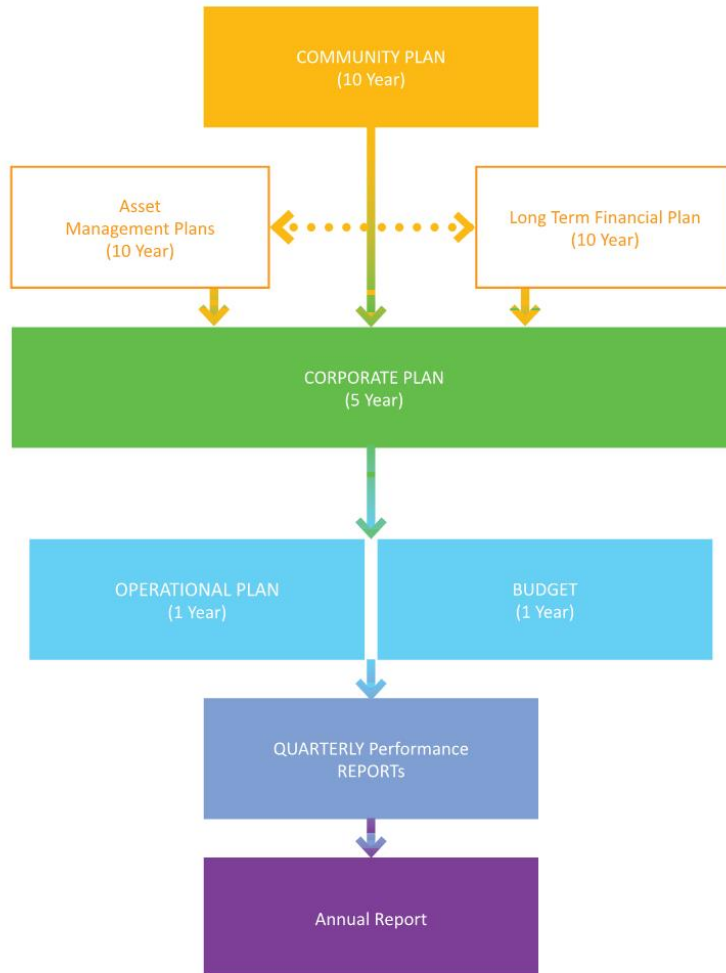 COMMUNITY PLAN
(10 Year)
Asset
Management Plans
(10 Year)
Long Term Financial Plan
(10 Year)
CORPORATE PLAN
(5 Year)
OPERATIONAL PLAN
(1 Year)
BUDGET
(1 Year)
QUARTERLY Performance
REPORTs
Annual Report